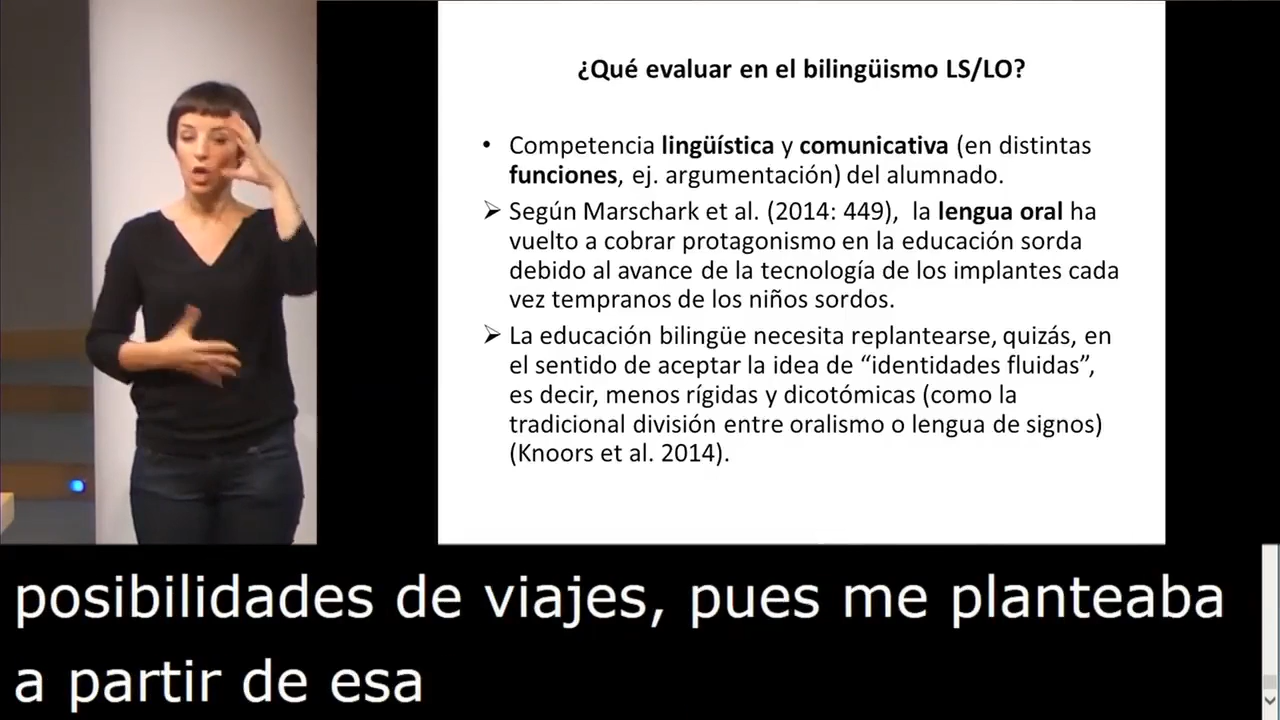 ¿Qué evaluar en el bilingüismo LS/LO?
• Competencia lingüística y comunicativa (en distintas
funciones, ej. argumentación) del alumnado.
➢ Según Marschark et al. (2014: 449), la lengua oral ha
vuelto a cobrar protagonismo en la educación sorda
debido al avance de la tecnología de los implantes cada
vez tempranos de los niños sordos.
➢ La educación bilingüe necesita replantearse, quizás, en
el sentido de aceptar la idea de “identidades fluidas”,
es decir, menos rígidas y dicotómicas (como la
tradicional división entre oralismo o lengua de signos)
(Knoors et al. 2014).
posibilidades de viajes, pues me planteaba
a partir de esa